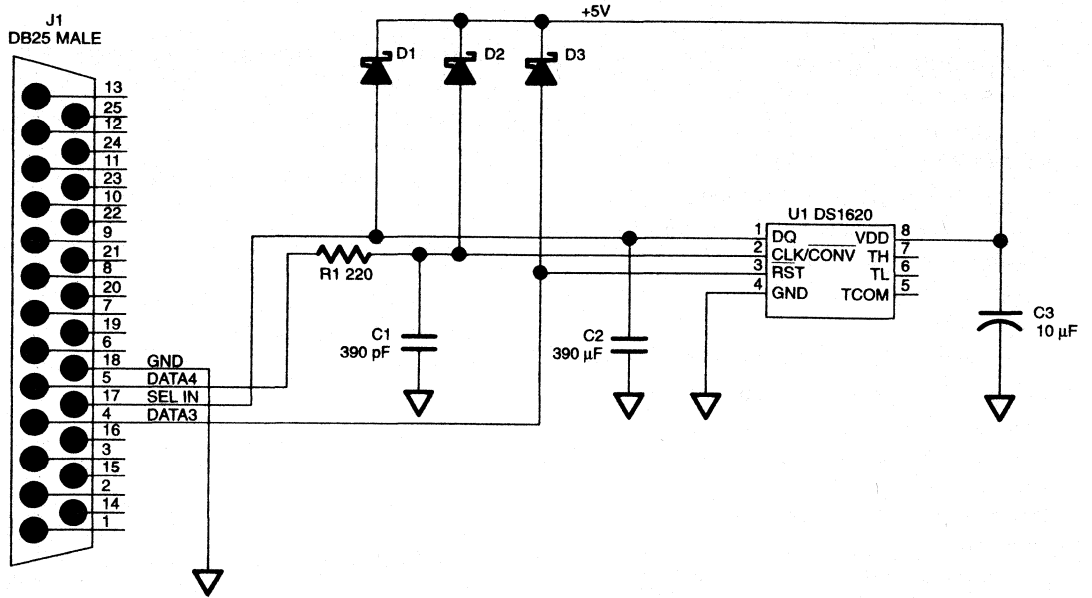 J1
DB25 MALE
13
25
12
24
11
23
10
22
9
21
8
20
7
19
6
18 GND
5 DATA4
17 SEL IN
4 DATA3
16
3
15
2
14
1
+5V
D1
D2
D3
R1 220
C1
390 pF
C2
390 µF
U1 DS1620
1 DQ VDD 8
2 CLK/CONV TH 7
3 RST TL 6
4 GND TCOM 5
C3
10 µF